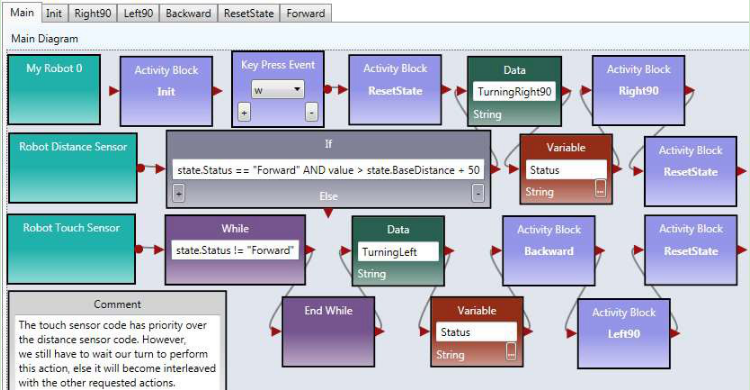 Main Init Right90 Left90 Backward ResetState Forward
Main Diagram
My Robot 0
Activity Block
Init
Key Press Event
w
+ -
Activity Block
ResetState
Data
TurningRight90
String
Activity Block
Right90
Robot Distance Sensor
If
state.Status == "Forward" AND value > state.BaseDistance + 50
+ Else -
Variable
Status
String ...
Activity Block
ResetState
Robot Touch Sensor
While
state.Status != "Forward"
Data
TurningLeft
String
Activity Block
Backward
Activity Block
ResetState
Comment
The touch sensor code has priority over
the distance sensor code. However,
we still have to wait our turn to perform
this action, else it will become interleaved
with the other requested actions.
End While
Variable
Status
String ...
Activity Block
Left90